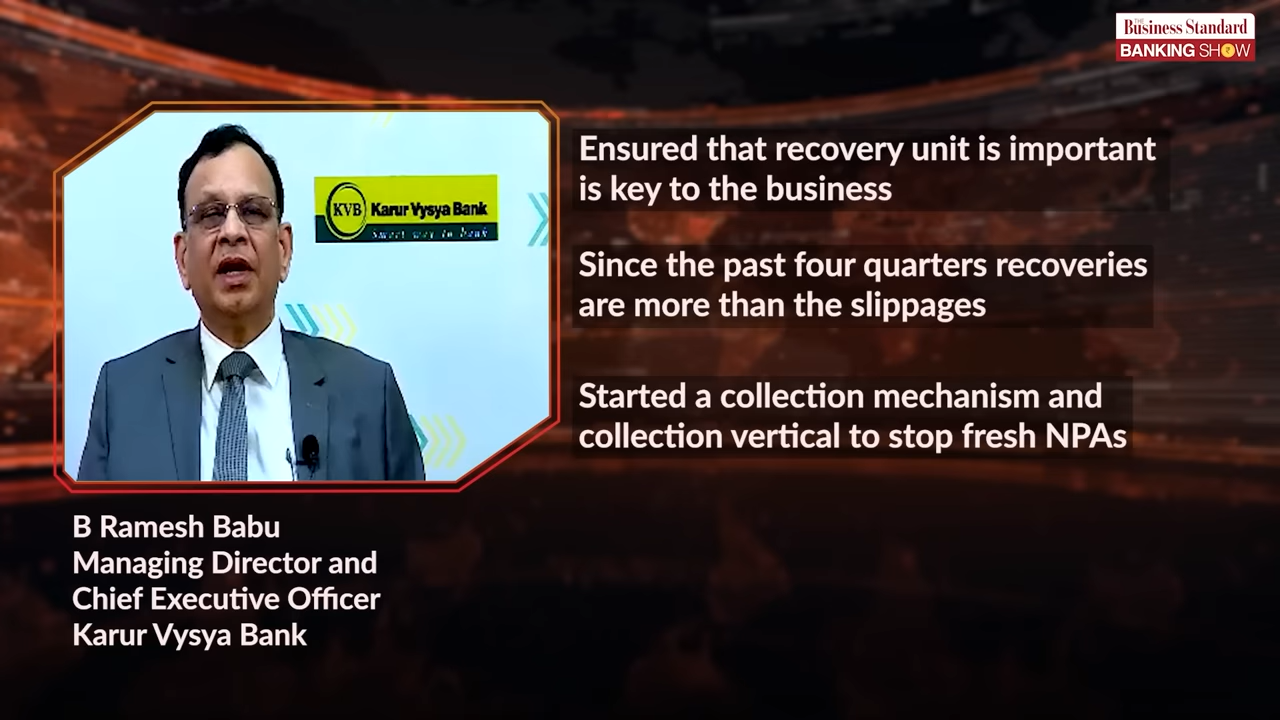 THE
Business Standard
BANKING SHOW
KVB Karur Vysya Bank
Smart way to bank
Ensured that recovery unit is important
is key to the business
Since the past four quarters recoveries
are more than the slippages
Started a collection mechanism and
collection vertical to stop fresh NPAs
B Ramesh Babu
Managing Director and
Chief Executive Officer
Karur Vysya Bank